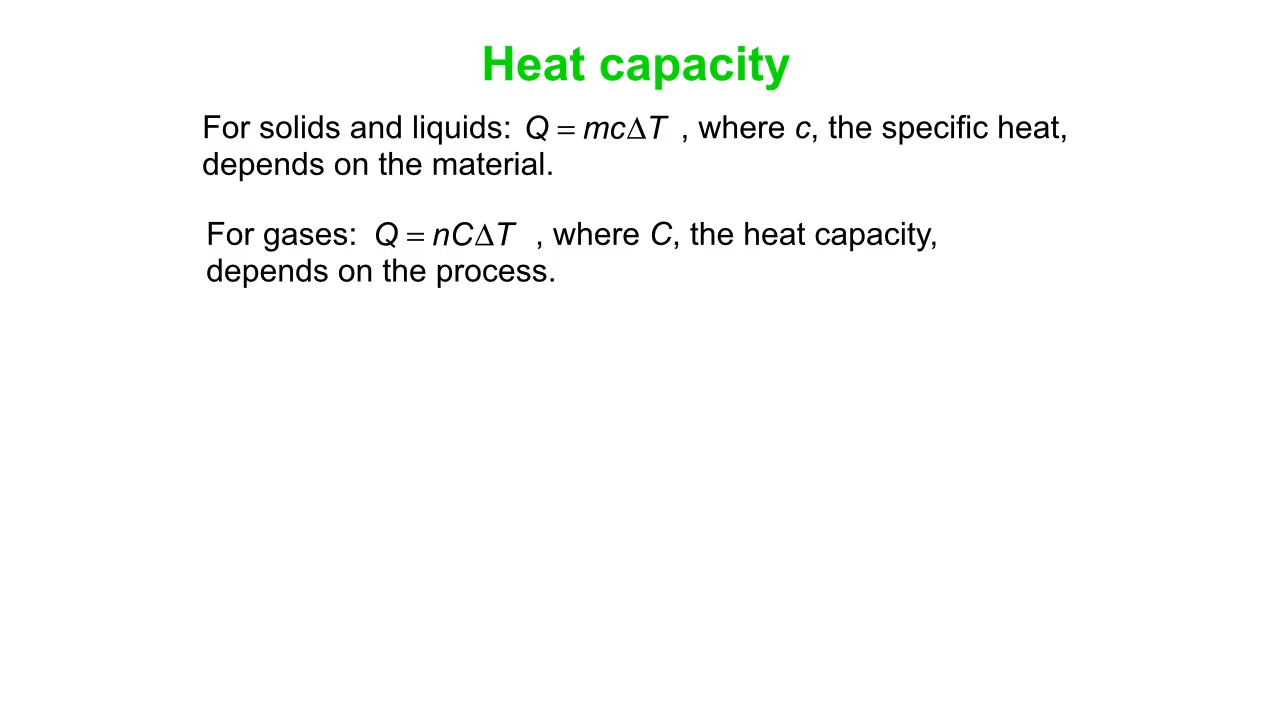 Heat capacity
For solids and liquids: Q = mcΔT , where c, the specific heat,
depends on the material.
For gases: Q = nCΔT , where C, the heat capacity,
depends on the process.